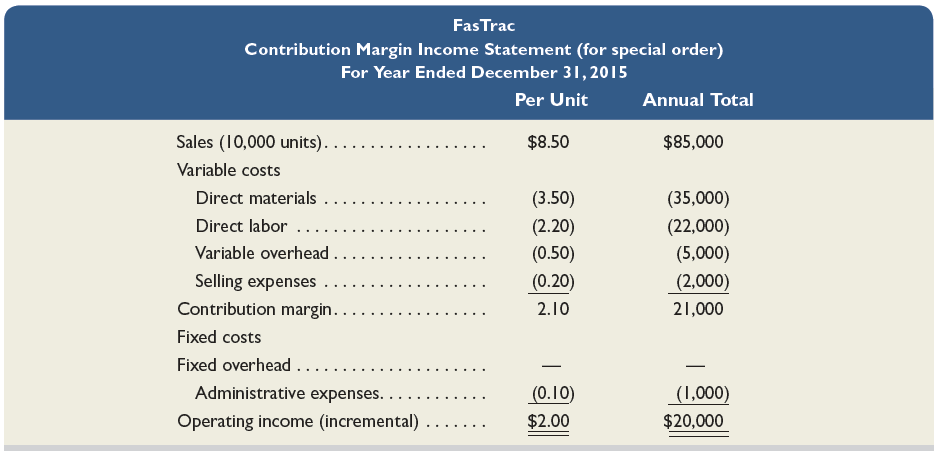 FasTrac
Contribution Margin Income Statement (for special order)
For Year Ended December 31, 2015
Per Unit Annual Total
Sales (10,000 units). . . . . . . . . . . . . . . . . . $8.50 $85,000
Variable costs
Direct materials . . . . . . . . . . . . . . . . . . (3.50) (35,000)
Direct labor . . . . . . . . . . . . . . . . . . . . . (2.20) (22,000)
Variable overhead . . . . . . . . . . . . . . . . . (0.50) (5,000)
Selling expenses . . . . . . . . . . . . . . . . . . (0.20) (2,000)
Contribution margin. . . . . . . . . . . . . . . . . 2.10 21,000
Fixed costs
Fixed overhead . . . . . . . . . . . . . . . . . . . . . — —
Administrative expenses. . . . . . . . . . . . (0.10) (1,000)
Operating income (incremental) . . . . . . . $2.00 $20,000